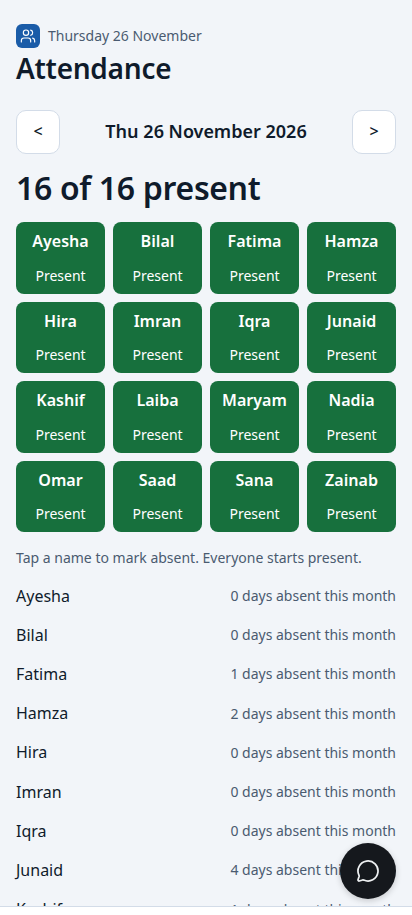 Thursday 26 November
Attendance
< Thu 26 November 2026 >
16 of 16 present
Ayesha Bilal Fatima Hamza
Present Present Present Present
Hira Imran Iqra Junaid
Present Present Present Present
Kashif Laiba Maryam Nadia
Present Present Present Present
Omar Saad Sana Zainab
Present Present Present Present
Tap a name to mark absent. Everyone starts present.
Ayesha 0 days absent this month
Bilal 0 days absent this month
Fatima 1 days absent this month
Hamza 2 days absent this month
Hira 0 days absent this month
Imran 0 days absent this month
Iqra 0 days absent this month
Junaid 4 days absent